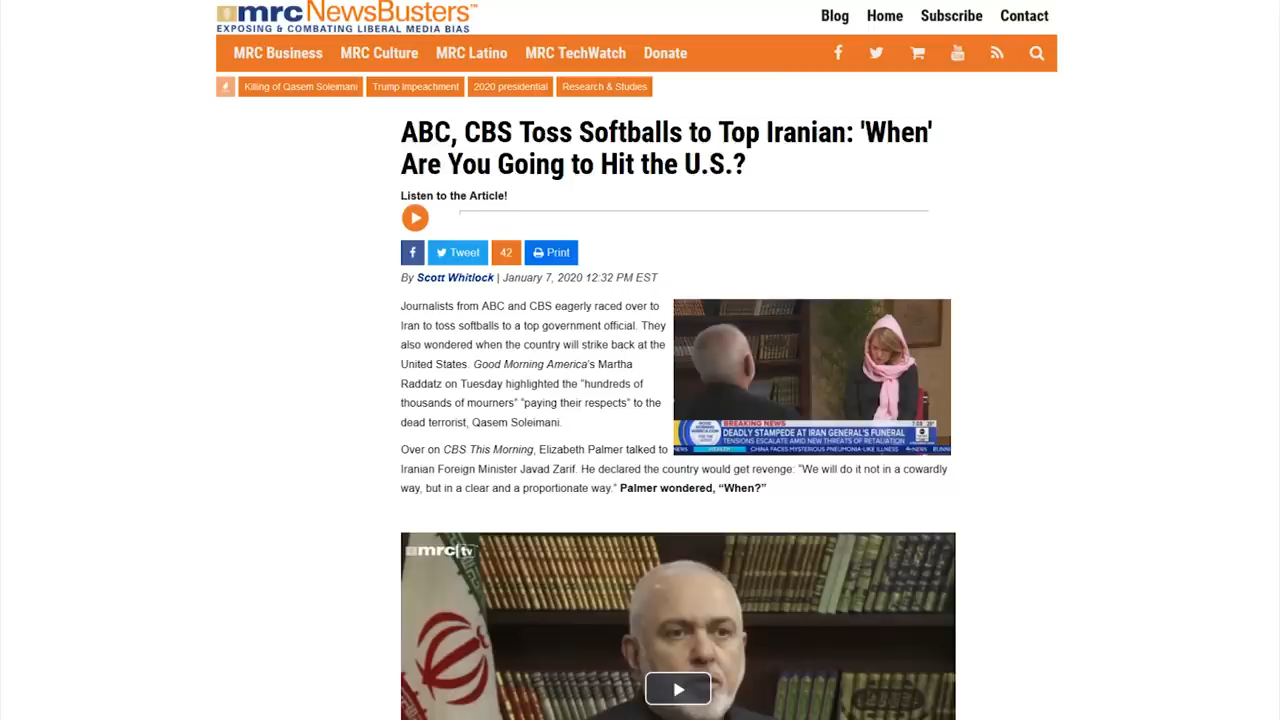 mrc NewsBusters™
EXPOSING & COMBATING LIBERAL MEDIA BIAS
Blog Home Subscribe Contact
MRC Business MRC Culture MRC Latino MRC TechWatch Donate
Killing of Qasem Soleimani Trump Impeachment 2020 presidential Research & Studies
ABC, CBS Toss Softballs to Top Iranian: 'When'
Are You Going to Hit the U.S.?
Listen to the Article!
f Tweet 42 Print
By Scott Whitlock | January 7, 2020 12:32 PM EST
Journalists from ABC and CBS eagerly raced over to
Iran to toss softballs to a top government official. They
also wondered when the country will strike back at the
United States. Good Morning America's Martha
Raddatz on Tuesday highlighted the "hundreds of
thousands of mourners" "paying their respects" to the
dead terrorist, Qasem Soleimani.
BREAKING NEWS
DEADLY STAMPEDE AT IRAN GENERAL'S FUNERAL
TENSIONS ESCALATE AMID NEW THREATS OF RETALIATION
CHINA FACES MYSTERIOUS PNEUMONIA-LIKE ILLNESS
Over on CBS This Morning, Elizabeth Palmer talked to
Iranian Foreign Minister Javad Zarif. He declared the country would get revenge: "We will do it not in a cowardly
way, but in a clear and a proportionate way." Palmer wondered, “When?”
mrc tv